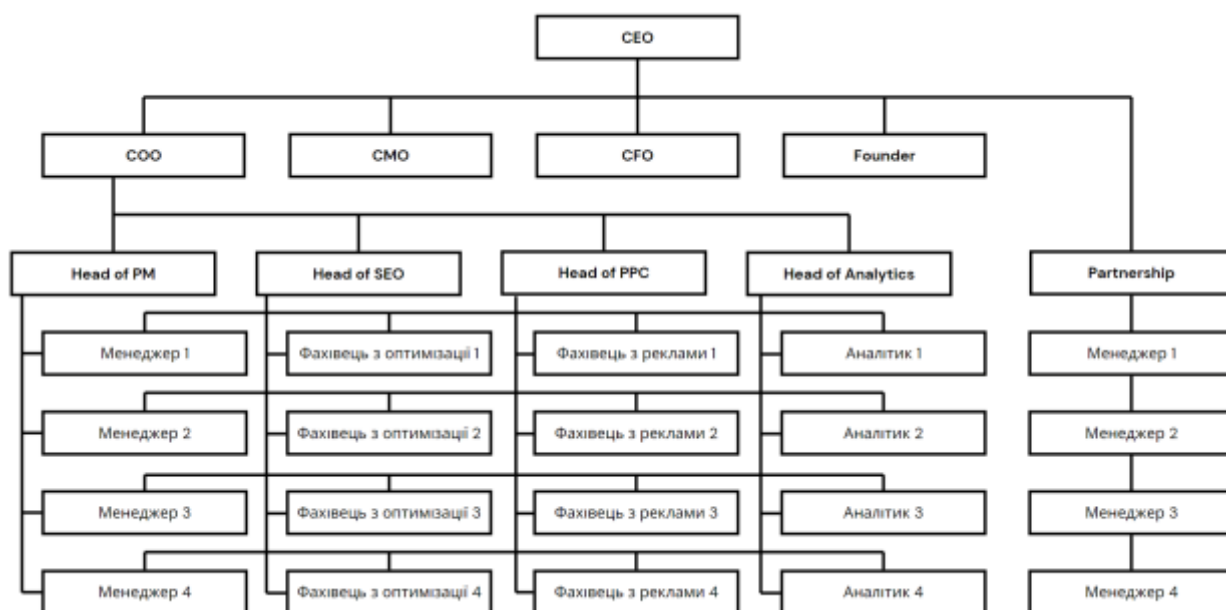 CEO
COO
CMO
CFO
Founder
Head of PM
Head of SEO
Head of PPC
Head of Analytics
Partnership
Менеджер 1
Фахівець з оптимізації 1
Фахівець з реклами 1
Аналітик 1
Менеджер 1
Менеджер 2
Фахівець з оптимізації 2
Фахівець з реклами 2
Аналітик 2
Менеджер 2
Менеджер 3
Фахівець з оптимізації 3
Фахівець з реклами 3
Аналітик 3
Менеджер 3
Менеджер 4
Фахівець з оптимізації 4
Фахівець з реклами 4
Аналітик 4
Менеджер 4